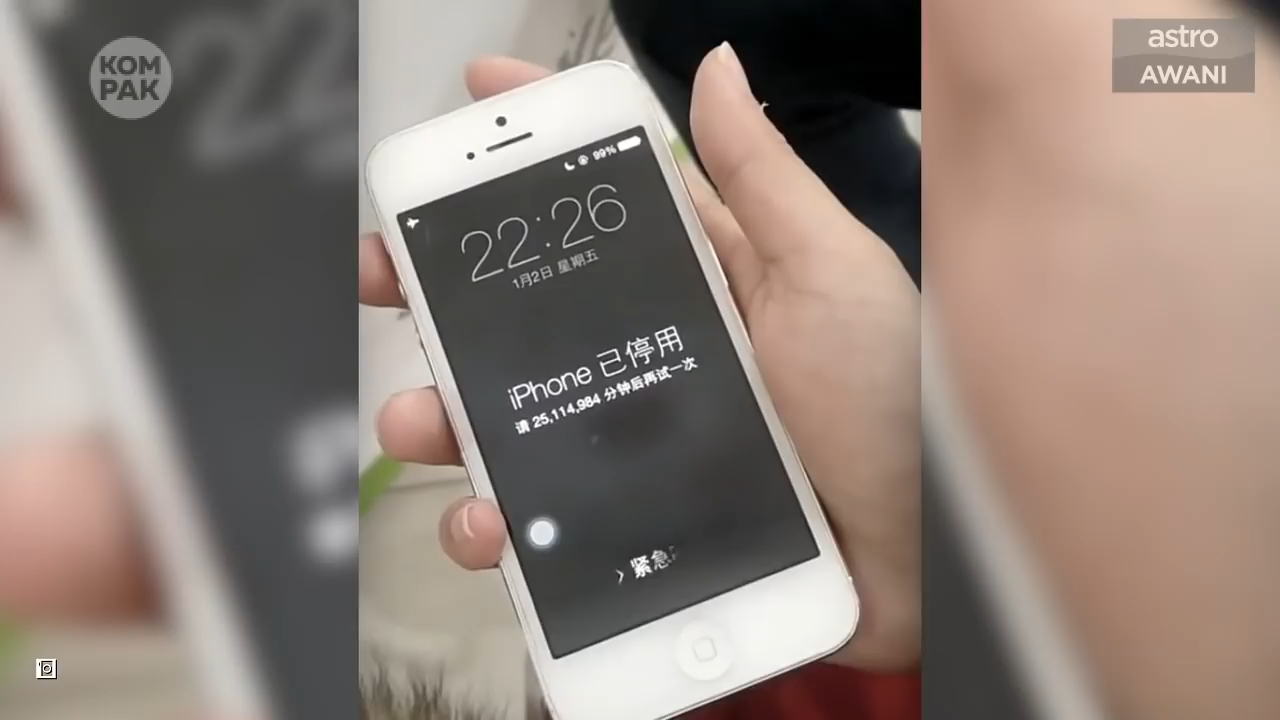 KOM
PAK
astro
AWANI
99%
22:26
1月2日 星期五
iPhone 已停用
请 25,114,984 分钟后再试一次
紧急